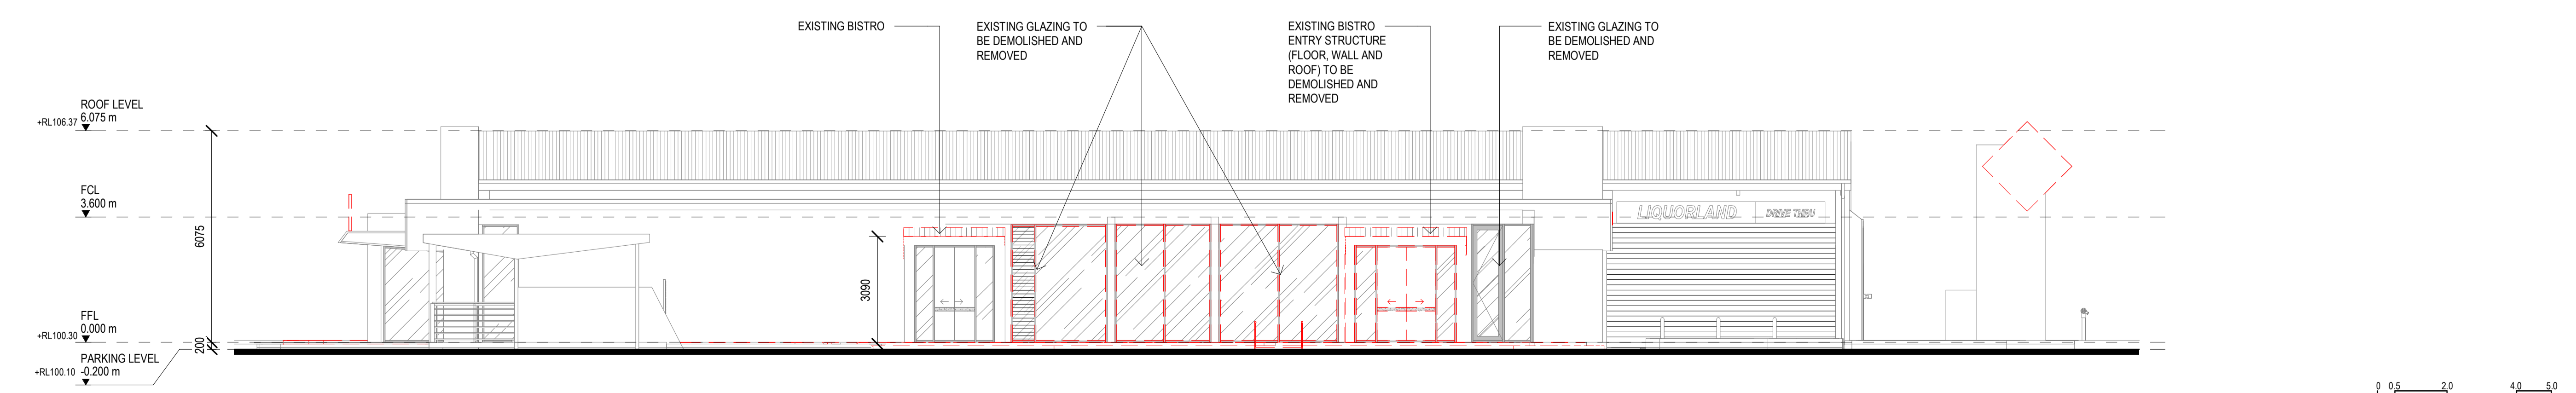 EXISTING BISTRO
EXISTING GLAZING TO
BE DEMOLISHED AND
REMOVED
EXISTING BISTRO
ENTRY STRUCTURE
(FLOOR, WALL AND
ROOF) TO BE
DEMOLISHED AND
REMOVED
EXISTING GLAZING TO
BE DEMOLISHED AND
REMOVED
ROOF LEVEL
+RL106.37 6.075 m
FCL
3.600 m
LIQUORLAND DRIVE THRU
6075
3090
FFL
0.000 m
+RL100.30
200
PARKING LEVEL
+RL100.10 -0.200 m
0 0.5 2.0 4.0 5.0